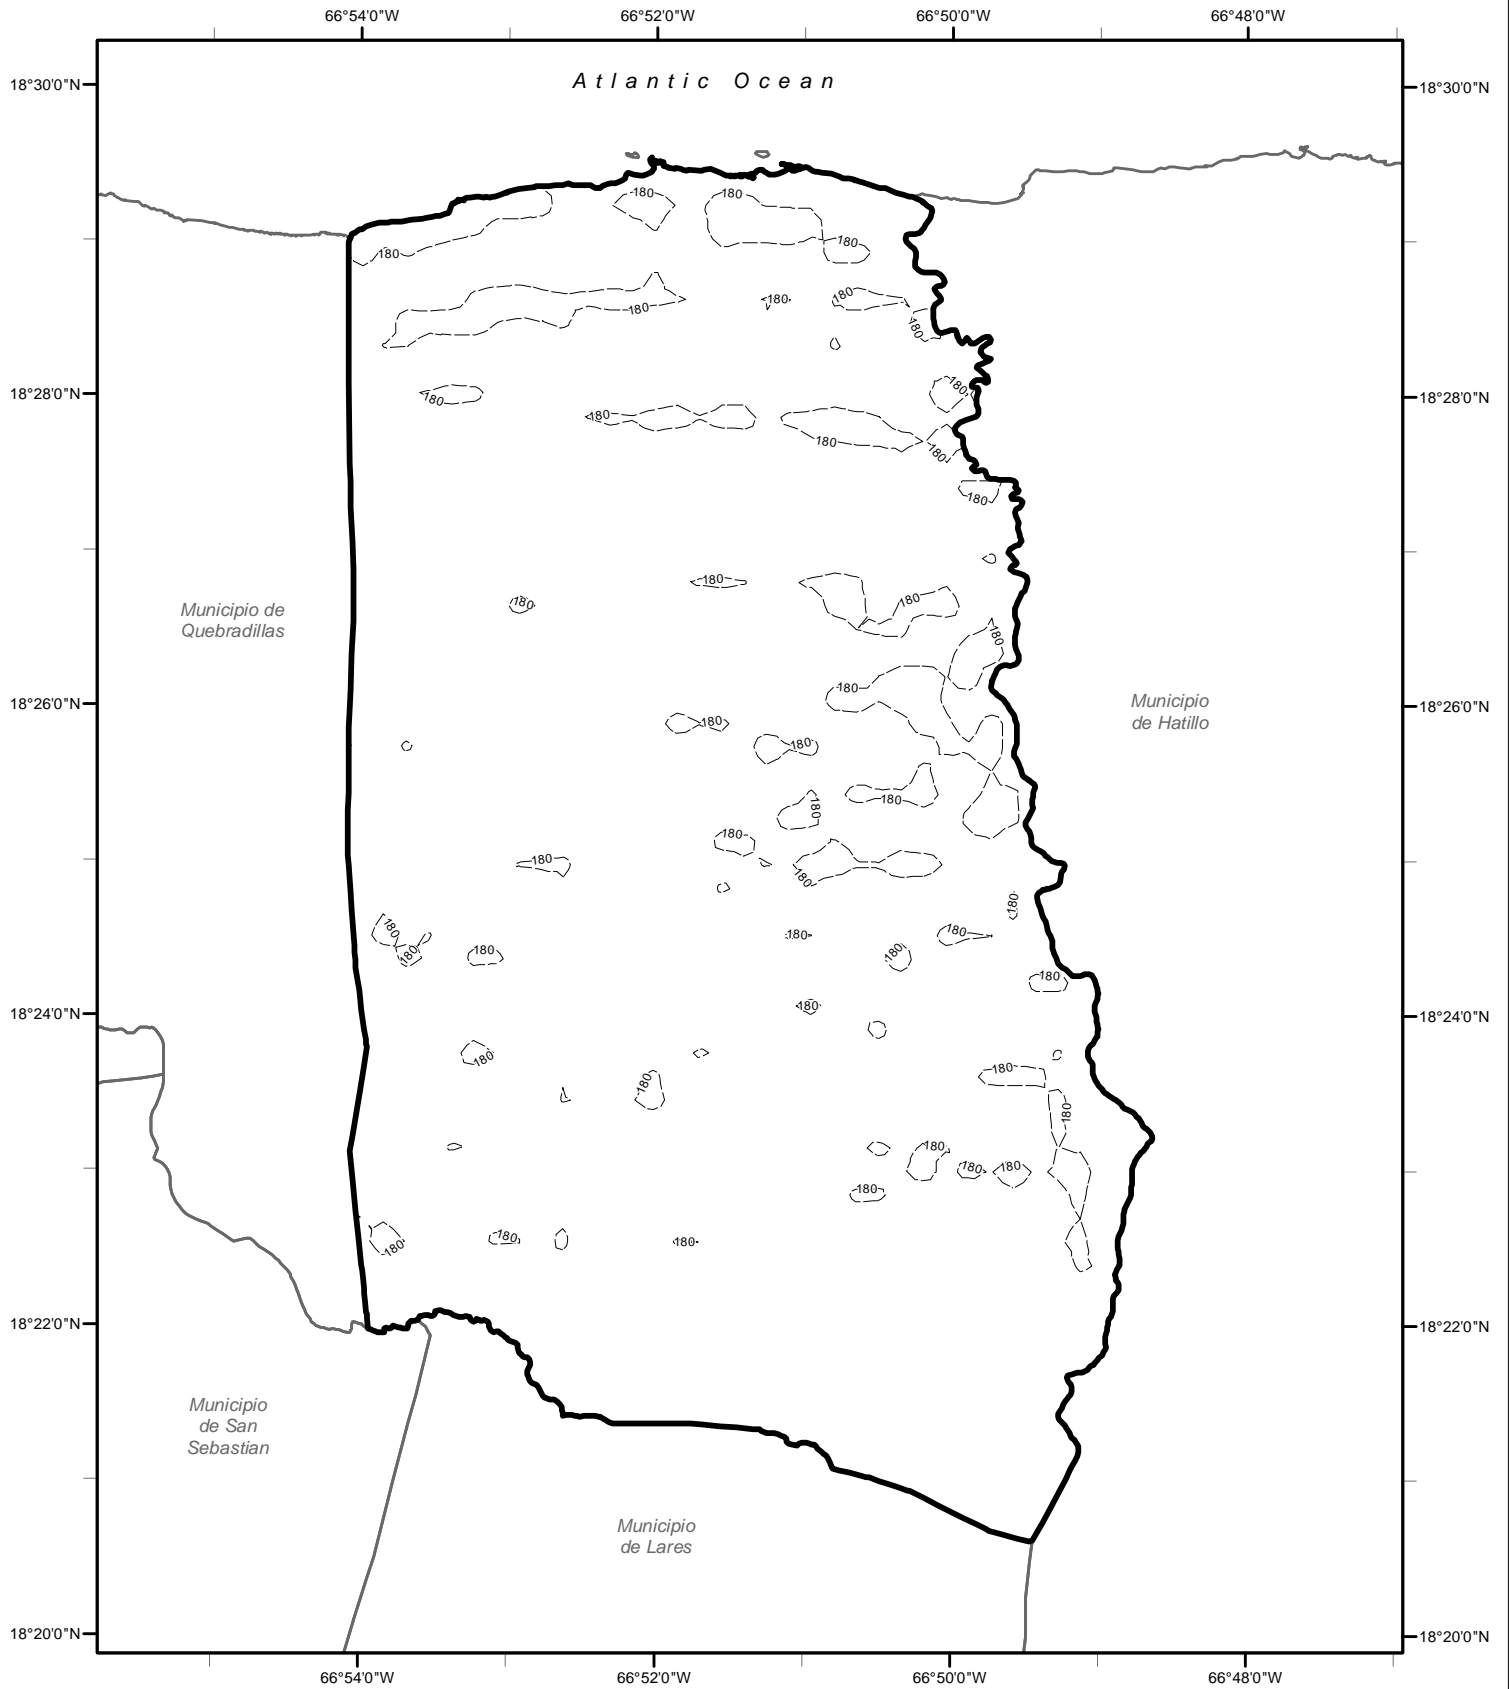 66°54'0"W 66°52'0"W 66°50'0"W 66°48'0"W
Atlantic Ocean
18°30'0"N 18°30'0"N
180 180
180 180
180 180 180
180
18°28'0"N 180 180 18°28'0"N
180 180 180
180
180
180 180 180
Municipio de
Quebradillas
180
180
18°26'0"N Municipio 18°26'0"N
de Hatillo
180 180
180 180
180
180 180
180
180 180 180
180 180
180 180
18°24'0"N 180 18°24'0"N
180 180
180 180
180 180 180
180
180 180 180
18°22'0"N 18°22'0"N
Municipio
de San
Sebastian
Municipio
de Lares
18°20'0"N 18°20'0"N
66°54'0"W 66°52'0"W 66°50'0"W 66°48'0"W